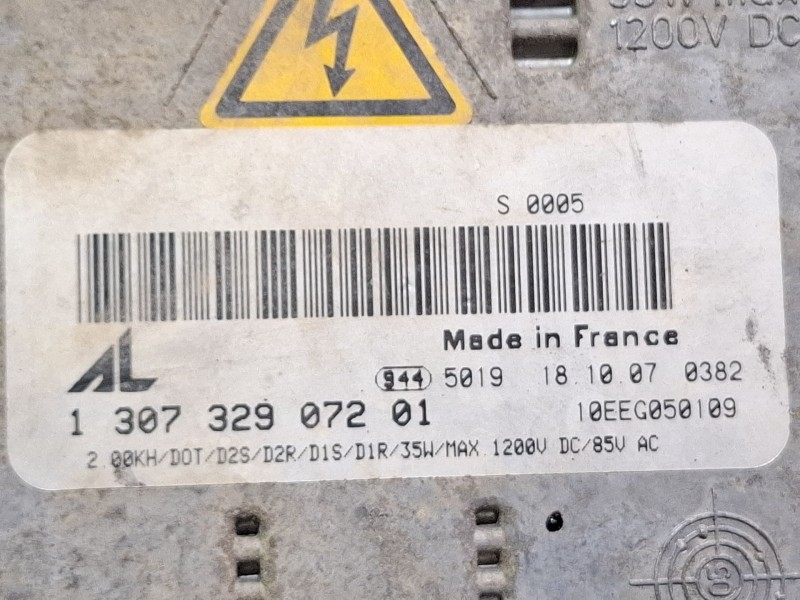 1200V DC
S 0005
AL
Made in France
944 5019 18.10.07 0382
1 307 329 072 01 10EEG050109
2.00KH/DOT/D2S/D2R/D1S/D1R/35W/MAX.1200V DC/85V AC
05